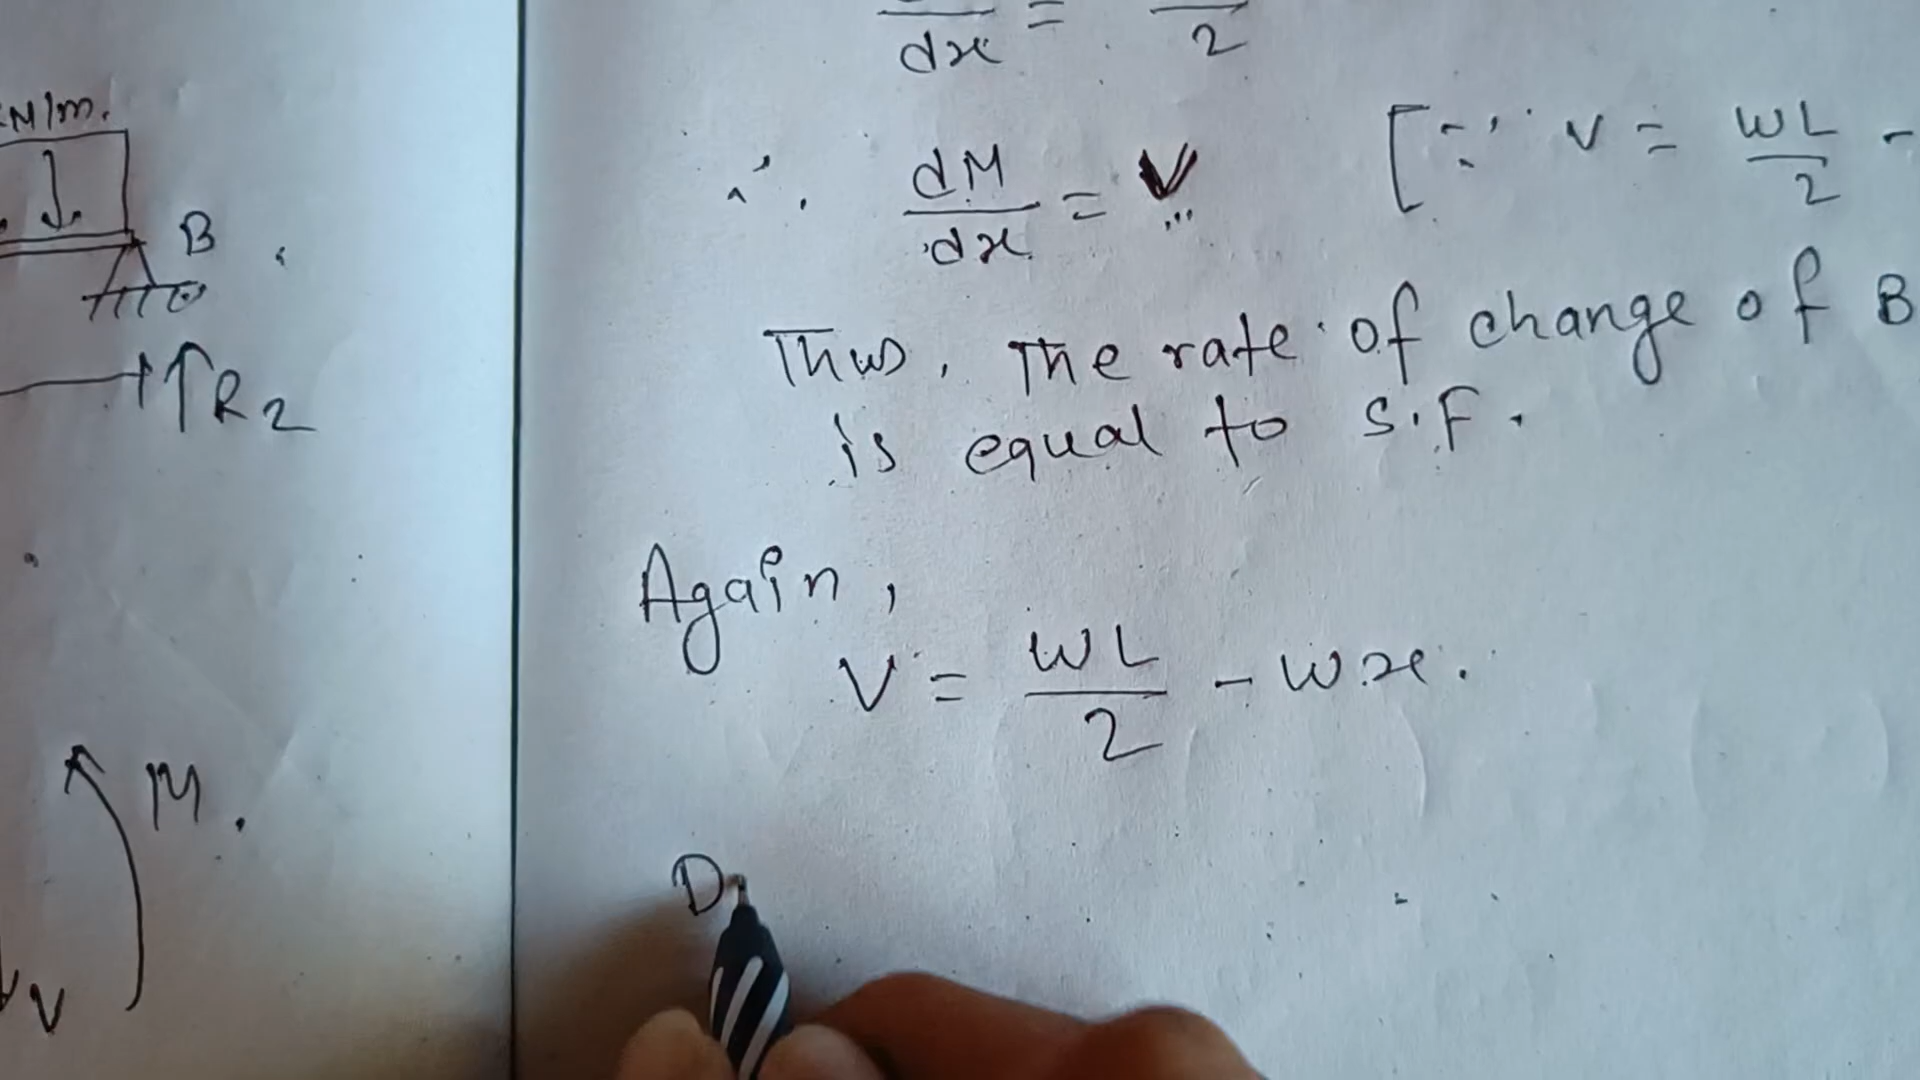 kN/m.
B
R2
M.
V
dx = 2
∴ dM/dx = V [∵ V = WL/2 -
Thus, The rate of change of B
is equal to S.F.
Again,
V = WL/2 - wx.
D